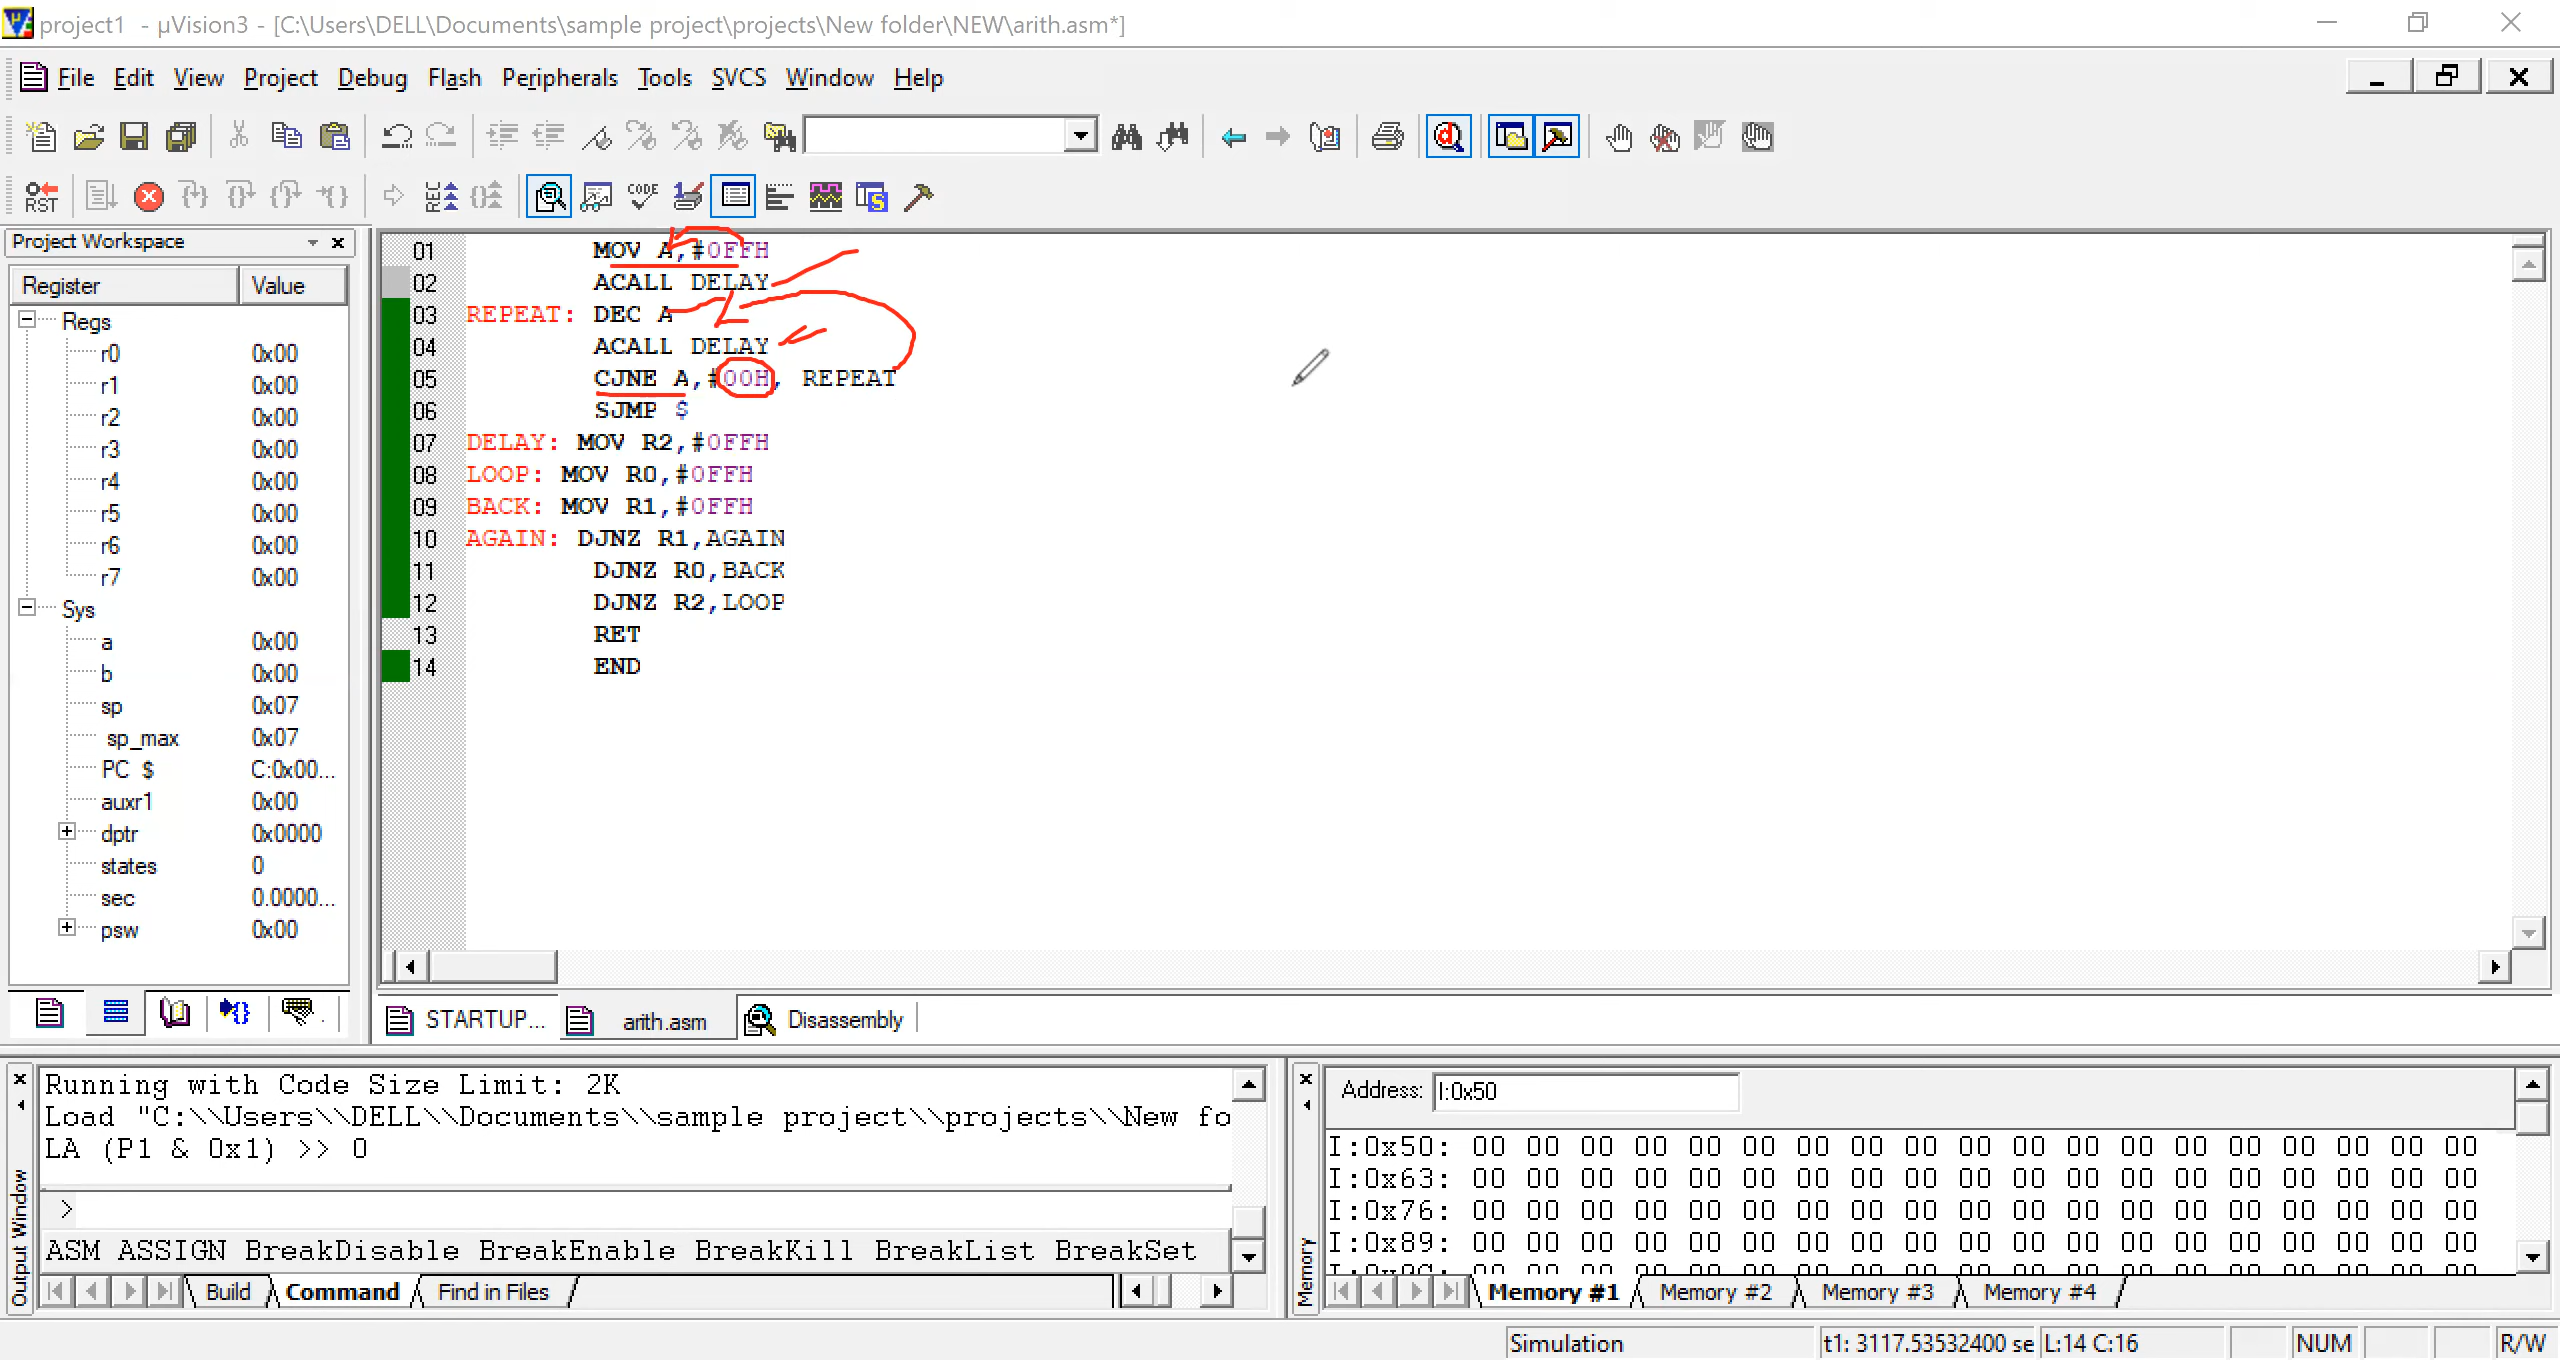 project1 - µVision3 - [C:\Users\DELL\Documents\sample project\projects\New folder\NEW\arith.asm*]
File Edit View Project Debug Flash Peripherals Tools SVCS Window Help
RST CODE
Project Workspace
Register Value
Regs
r0 0x00
r1 0x00
r2 0x00
r3 0x00
r4 0x00
r5 0x00
r6 0x00
r7 0x00
Sys
a 0x00
b 0x00
sp 0x07
sp_max 0x07
PC $ C:0x00...
auxr1 0x00
dptr 0x0000
states 0
sec 0.0000...
psw 0x00
01 MOV A,#0FFH
02 ACALL DELAY
03 REPEAT: DEC A
04 ACALL DELAY
05 CJNE A,#00H, REPEAT
06 SJMP $
07 DELAY: MOV R2,#0FFH
08 LOOP: MOV R0,#0FFH
09 BACK: MOV R1,#0FFH
10 AGAIN: DJNZ R1,AGAIN
11 DJNZ R0,BACK
12 DJNZ R2,LOOP
13 RET
14 END
STARTUP... arith.asm Disassembly
Output Window
Running with Code Size Limit: 2K
Load "C:\\Users\\DELL\\Documents\\sample project\\projects\\New fo
LA (P1 & 0x1) >> 0
>
ASM ASSIGN BreakDisable BreakEnable BreakKill BreakList BreakSet
Build Command Find in Files
Memory
Address: I:0x50
I:0x50: 00 00 00 00 00 00 00 00 00 00 00 00 00 00 00 00 00 00 00
I:0x63: 00 00 00 00 00 00 00 00 00 00 00 00 00 00 00 00 00 00 00
I:0x76: 00 00 00 00 00 00 00 00 00 00 00 00 00 00 00 00 00 00 00
I:0x89: 00 00 00 00 00 00 00 00 00 00 00 00 00 00 00 00 00 00 00
Memory #1 Memory #2 Memory #3 Memory #4
Simulation t1: 3117.53532400 se L:14 C:16 NUM R/W